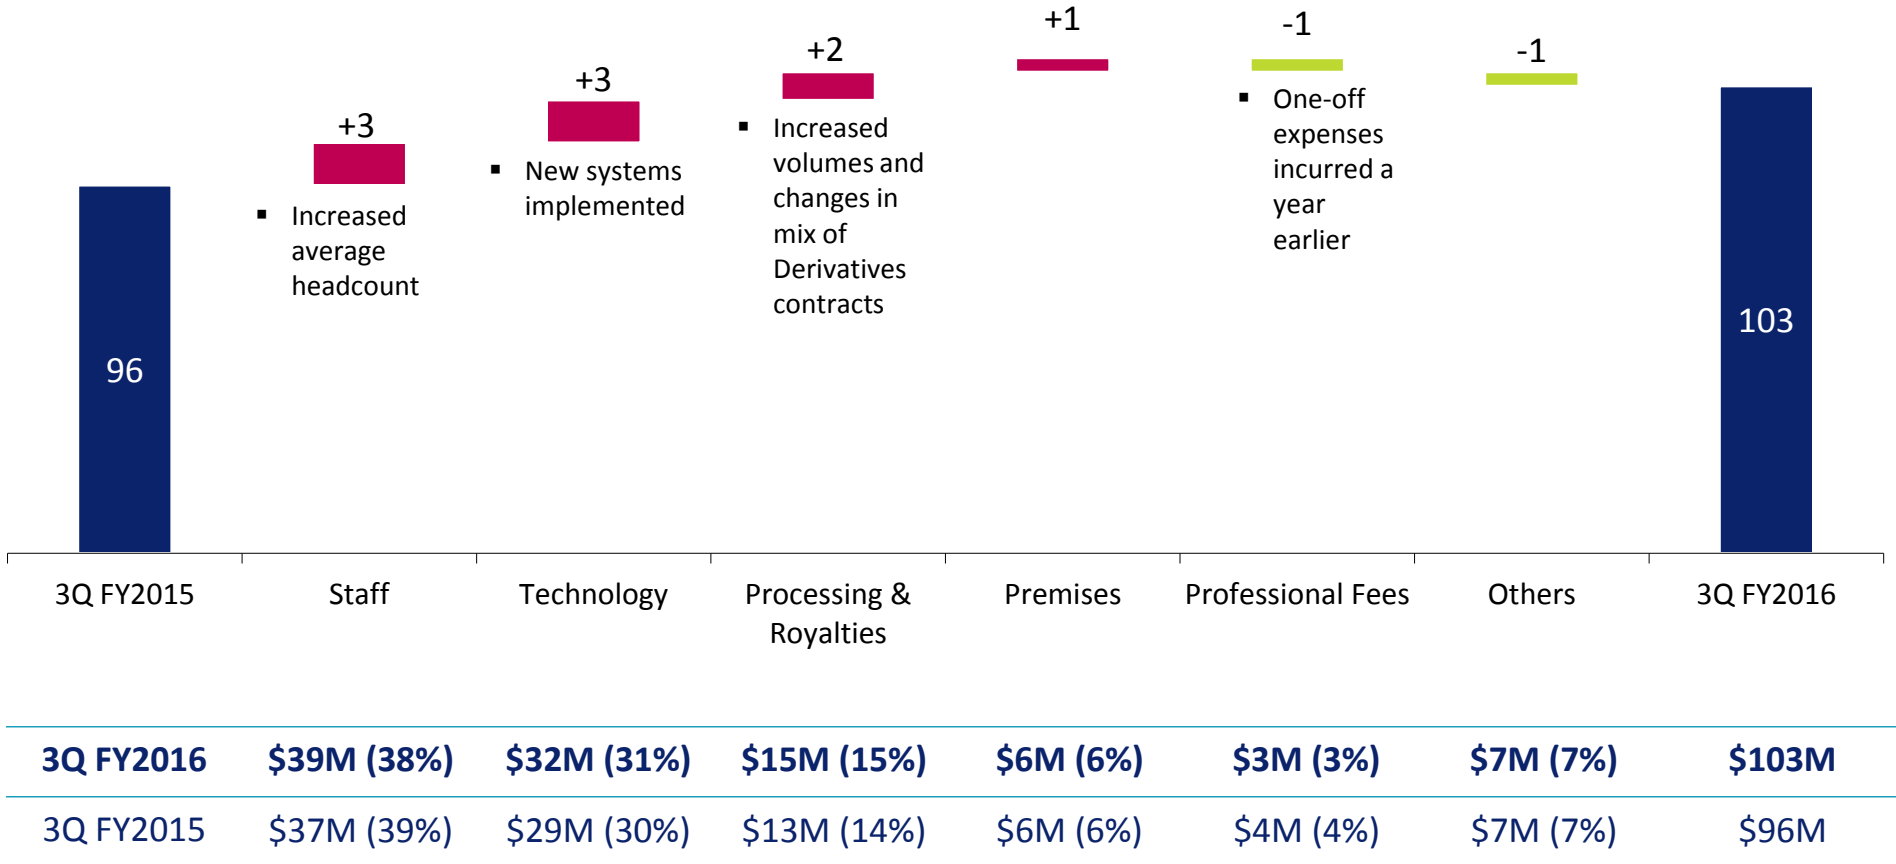 +3
▪ Increased
average
headcount
+3
▪ New systems
implemented
+2
▪ Increased
volumes and
changes in
mix of
Derivatives
contracts
+1
-1
▪ One-off
expenses
incurred a
year
earlier
-1
96
103
3Q FY2015 Staff Technology Processing & Premises Professional Fees Others 3Q FY2016
Royalties
3Q FY2016 $39M (38%) $32M (31%) $15M (15%) $6M (6%) $3M (3%) $7M (7%) $103M
3Q FY2015 $37M (39%) $29M (30%) $13M (14%) $6M (6%) $4M (4%) $7M (7%) $96M